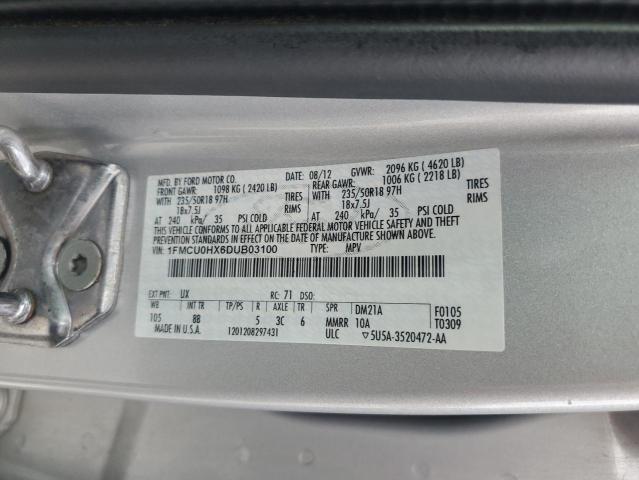 MFD. BY FORD MOTOR CO.
DATE: 08/12 GVWR: 2096 KG ( 4620 LB)
FRONT GAWR: 1098 KG ( 2420 LB) REAR GAWR: 1006 KG ( 2218 LB)
WITH 235/50R18 97H TIRES WITH 235/50R18 97H TIRES
18x7.5J RIMS 18x7.5J RIMS
AT 240 kPa/ 35 PSI COLD AT 240 kPa/ 35 PSI COLD
THIS VEHICLE CONFORMS TO ALL APPLICABLE FEDERAL MOTOR VEHICLE SAFETY AND THEFT
PREVENTION STANDARDS IN EFFECT ON THE DATE OF MANUFACTURE SHOWN ABOVE.
VIN: 1FMCU0HX6DUB03100 TYPE: MPV
EXT PNT: UX RC: 71 DSO:
WB INT TR TP/PS R AXLE TR SPR DM21A F0105
105 88 5 3C 6 MMRR 10A T0309
MADE IN U.S.A. 1201208297431 ULC 5U5A-3520472-AA